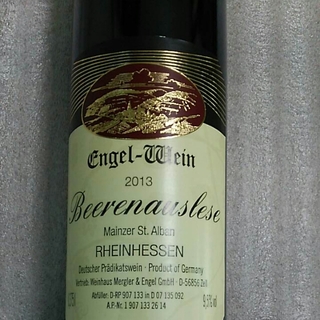 Engel-Wein
2013
Beerenauslese
Mainzer St. Alban
RHEINHESSEN
Deutscher Prädikatswein · Product of Germany
Vertrieb: Weinhaus Mergler & Engel GmbH · D-56856 Zell
Abfüller: D-RP 907 133 in D 07 135 092
A.P.-Nr. 1 907 133 26 14
9,5% vol